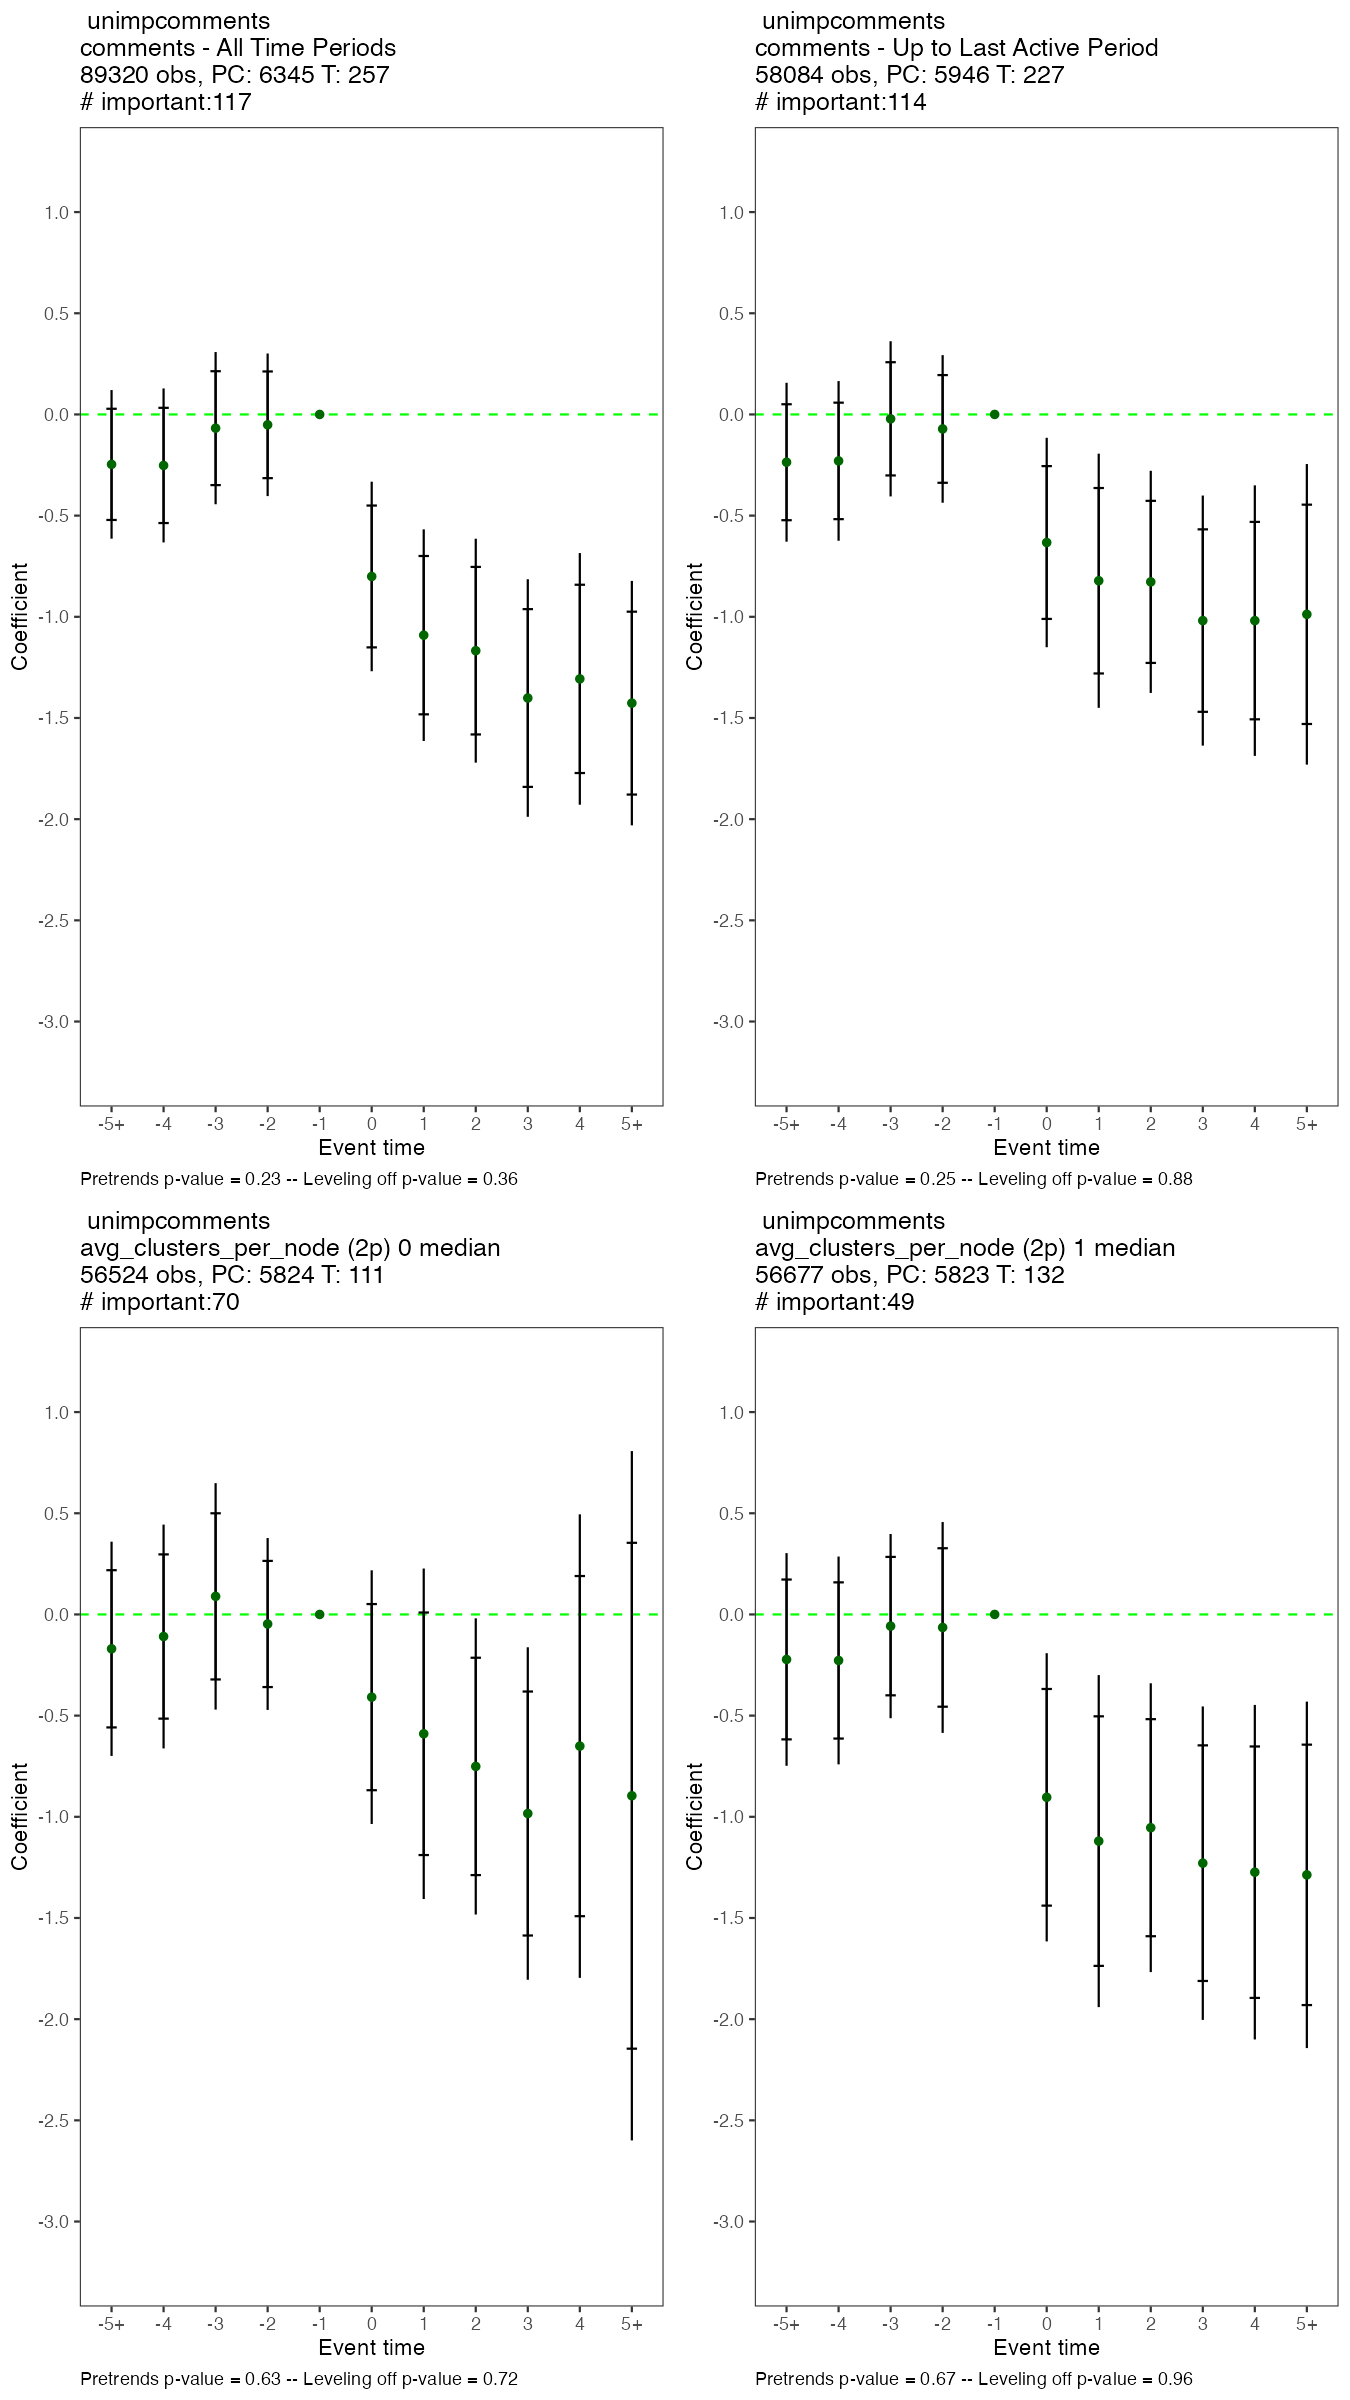 unimpcomments
comments - All Time Periods
89320 obs, PC: 6345 T: 257
# important:117
Coefficient
1.0
0.5
0.0
-0.5
-1.0
-1.5
-2.0
-2.5
-3.0
-5+ -4 -3 -2 -1 0 1 2 3 4 5+
Event time
Pretrends p-value = 0.23 -- Leveling off p-value = 0.36
unimpcomments
comments - Up to Last Active Period
58084 obs, PC: 5946 T: 227
# important:114
Coefficient
1.0
0.5
0.0
-0.5
-1.0
-1.5
-2.0
-2.5
-3.0
-5+ -4 -3 -2 -1 0 1 2 3 4 5+
Event time
Pretrends p-value = 0.25 -- Leveling off p-value = 0.88
unimpcomments
avg_clusters_per_node (2p) 0 median
56524 obs, PC: 5824 T: 111
# important:70
Coefficient
1.0
0.5
0.0
-0.5
-1.0
-1.5
-2.0
-2.5
-3.0
-5+ -4 -3 -2 -1 0 1 2 3 4 5+
Event time
Pretrends p-value = 0.63 -- Leveling off p-value = 0.72
unimpcomments
avg_clusters_per_node (2p) 1 median
56677 obs, PC: 5823 T: 132
# important:49
Coefficient
1.0
0.5
0.0
-0.5
-1.0
-1.5
-2.0
-2.5
-3.0
-5+ -4 -3 -2 -1 0 1 2 3 4 5+
Event time
Pretrends p-value = 0.67 -- Leveling off p-value = 0.96